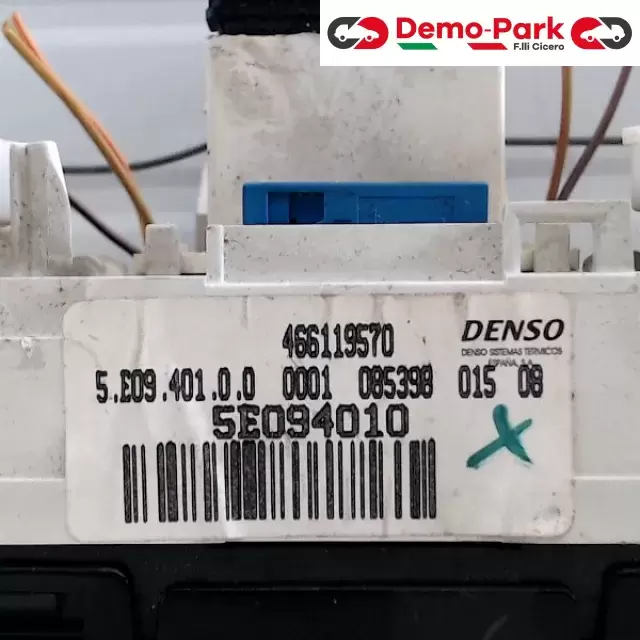 Demo-Park
F.lli Cicero
466119570
DENSO
DENSO SISTEMAS TERMICOS
ESPAÑA, S.A.
5.E09.401.0.0 0001 085398 015 08
5E094010